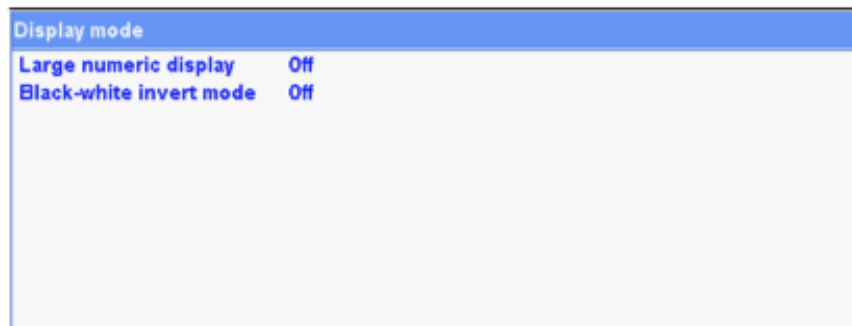 Display mode
Large numeric display Off
Black-white invert mode Off